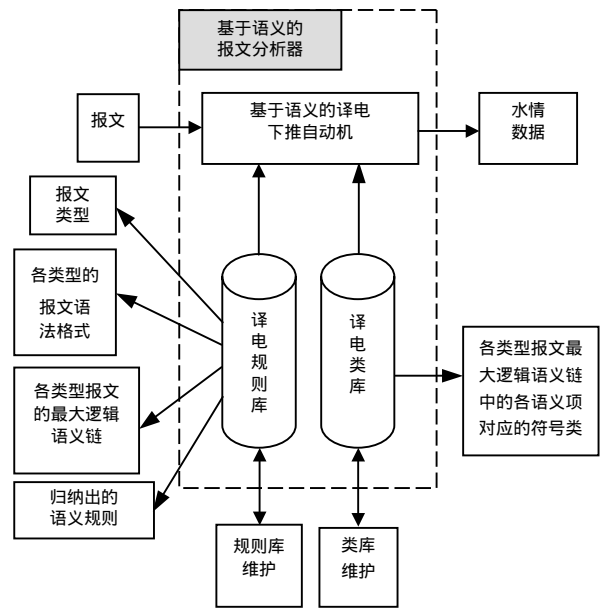 基于语义的
报文分析器
报文
基于语义的译电
下推自动机
水情
数据
报文
类型
各类型的
报文语
法格式
各类型报文
的最大逻辑
语义链
归纳出的
语义规则
译
电
规
则
库
译
电
类
库
各类型报文最
大逻辑语义链
中的各语义项
对应的符号类
规则库
维护
类库
维护